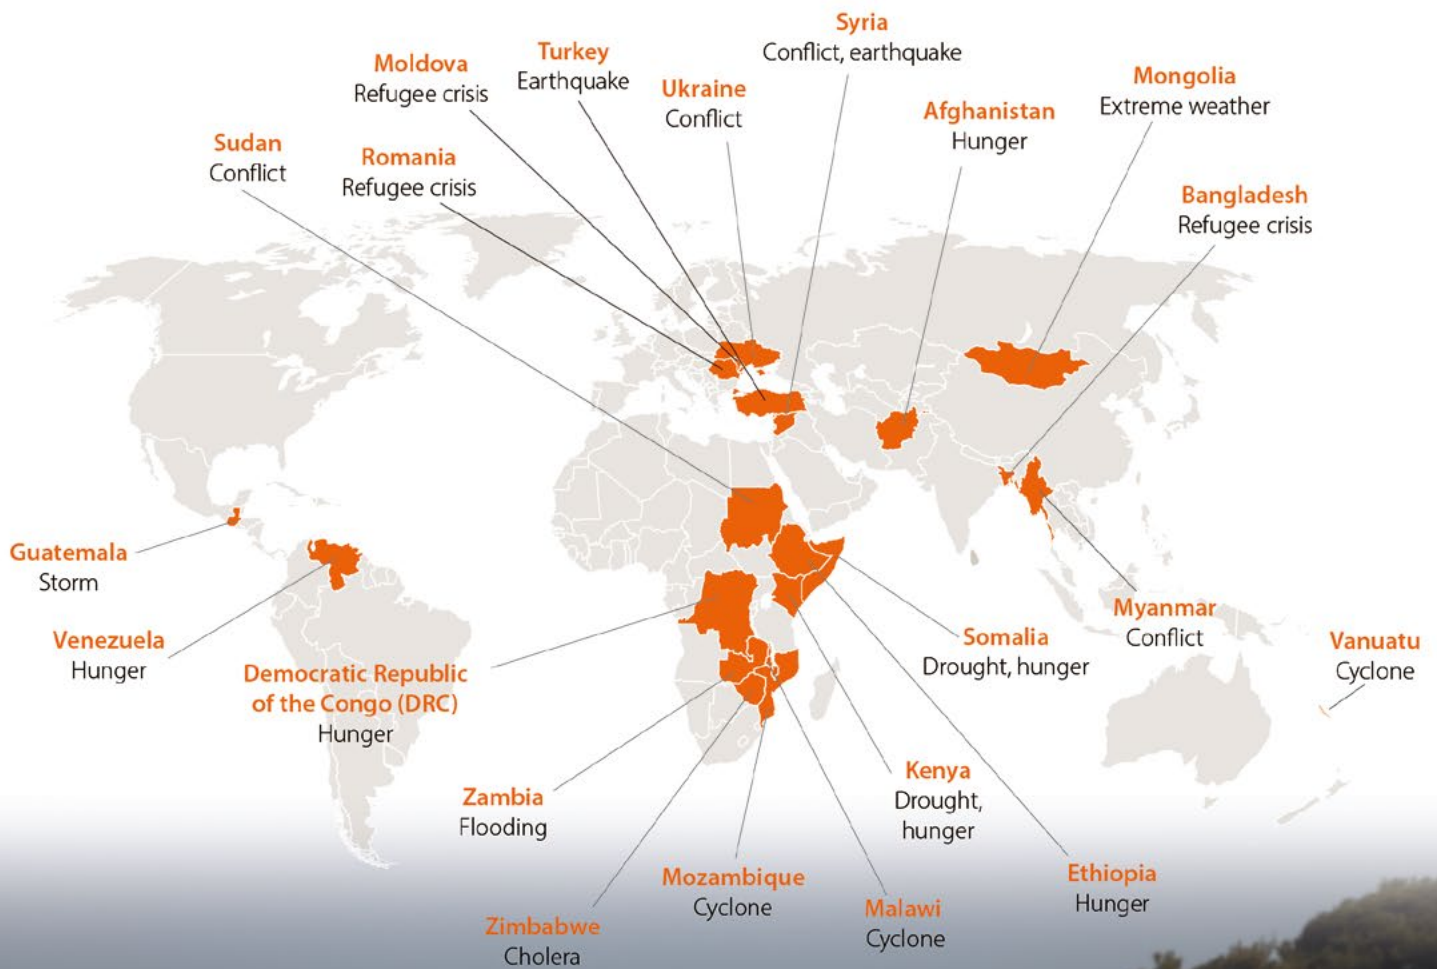 Syria
Conflict, earthquake
Turkey
Earthquake
Moldova
Refugee crisis
Ukraine
Conflict
Mongolia
Extreme weather
Afghanistan
Hunger
Sudan
Conflict
Romania
Refugee crisis
Bangladesh
Refugee crisis
Guatemala
Storm
Venezuela
Hunger
Democratic Republic
of the Congo (DRC)
Hunger
Myanmar
Conflict
Somalia
Drought, hunger
Vanuatu
Cyclone
Zambia
Flooding
Kenya
Drought,
hunger
Mozambique
Cyclone
Ethiopia
Hunger
Malawi
Cyclone
Zimbabwe
Cholera